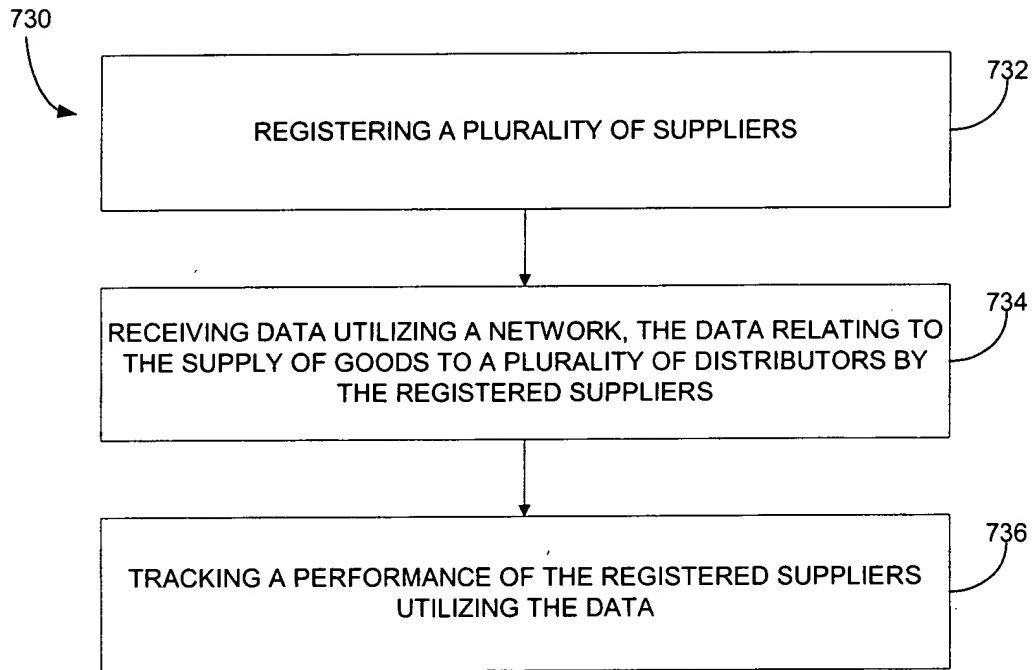 730
732
REGISTERING A PLURALITY OF SUPPLIERS
734
RECEIVING DATA UTILIZING A NETWORK, THE DATA RELATING TO
THE SUPPLY OF GOODS TO A PLURALITY OF DISTRIBUTORS BY
THE REGISTERED SUPPLIERS
736
TRACKING A PERFORMANCE OF THE REGISTERED SUPPLIERS
UTILIZING THE DATA